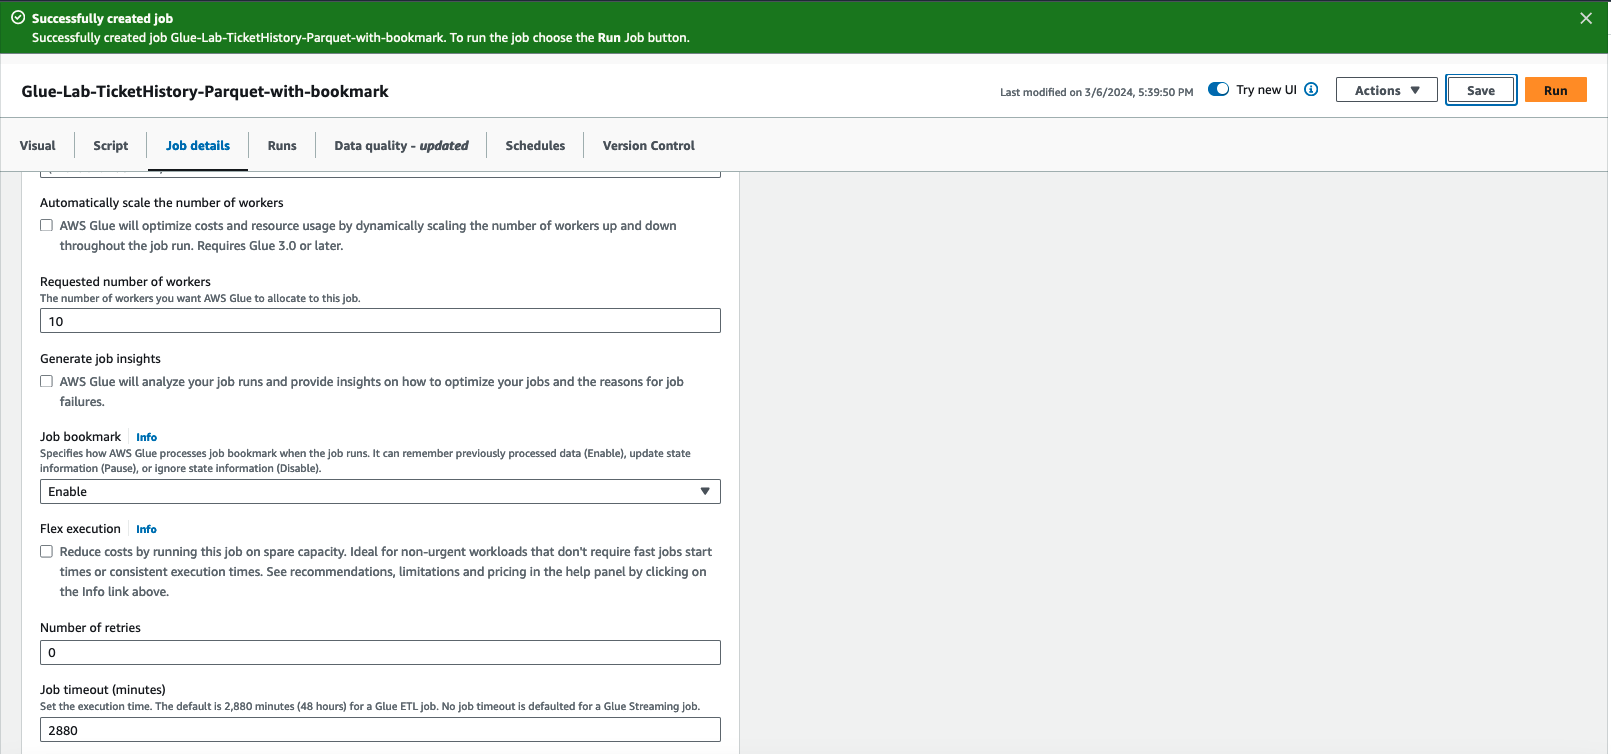 Successfully created job
Successfully created job Glue-Lab-TicketHistory-Parquet-with-bookmark. To run the job choose the Run Job button.
Glue-Lab-TicketHistory-Parquet-with-bookmark
Last modified on 3/6/2024, 5:39:50 PM
Try new UI
Actions
Save
Run
Visual
Script
Job details
Runs
Data quality - updated
Schedules
Version Control
Automatically scale the number of workers
AWS Glue will optimize costs and resource usage by dynamically scaling the number of workers up and down
throughout the job run. Requires Glue 3.0 or later.
Requested number of workers
The number of workers you want AWS Glue to allocate to this job.
10
Generate job insights
AWS Glue will analyze your job runs and provide insights on how to optimize your jobs and the reasons for job
failures.
Job bookmark Info
Specifies how AWS Glue processes job bookmark when the job runs. It can remember previously processed data (Enable), update state
information (Pause), or ignore state information (Disable).
Enable
Flex execution Info
Reduce costs by running this job on spare capacity. Ideal for non-urgent workloads that don't require fast jobs start
times or consistent execution times. See recommendations, limitations and pricing in the help panel by clicking on
the Info link above.
Number of retries
0
Job timeout (minutes)
Set the execution time. The default is 2,880 minutes (48 hours) for a Glue ETL job. No job timeout is defaulted for a Glue Streaming job.
2880